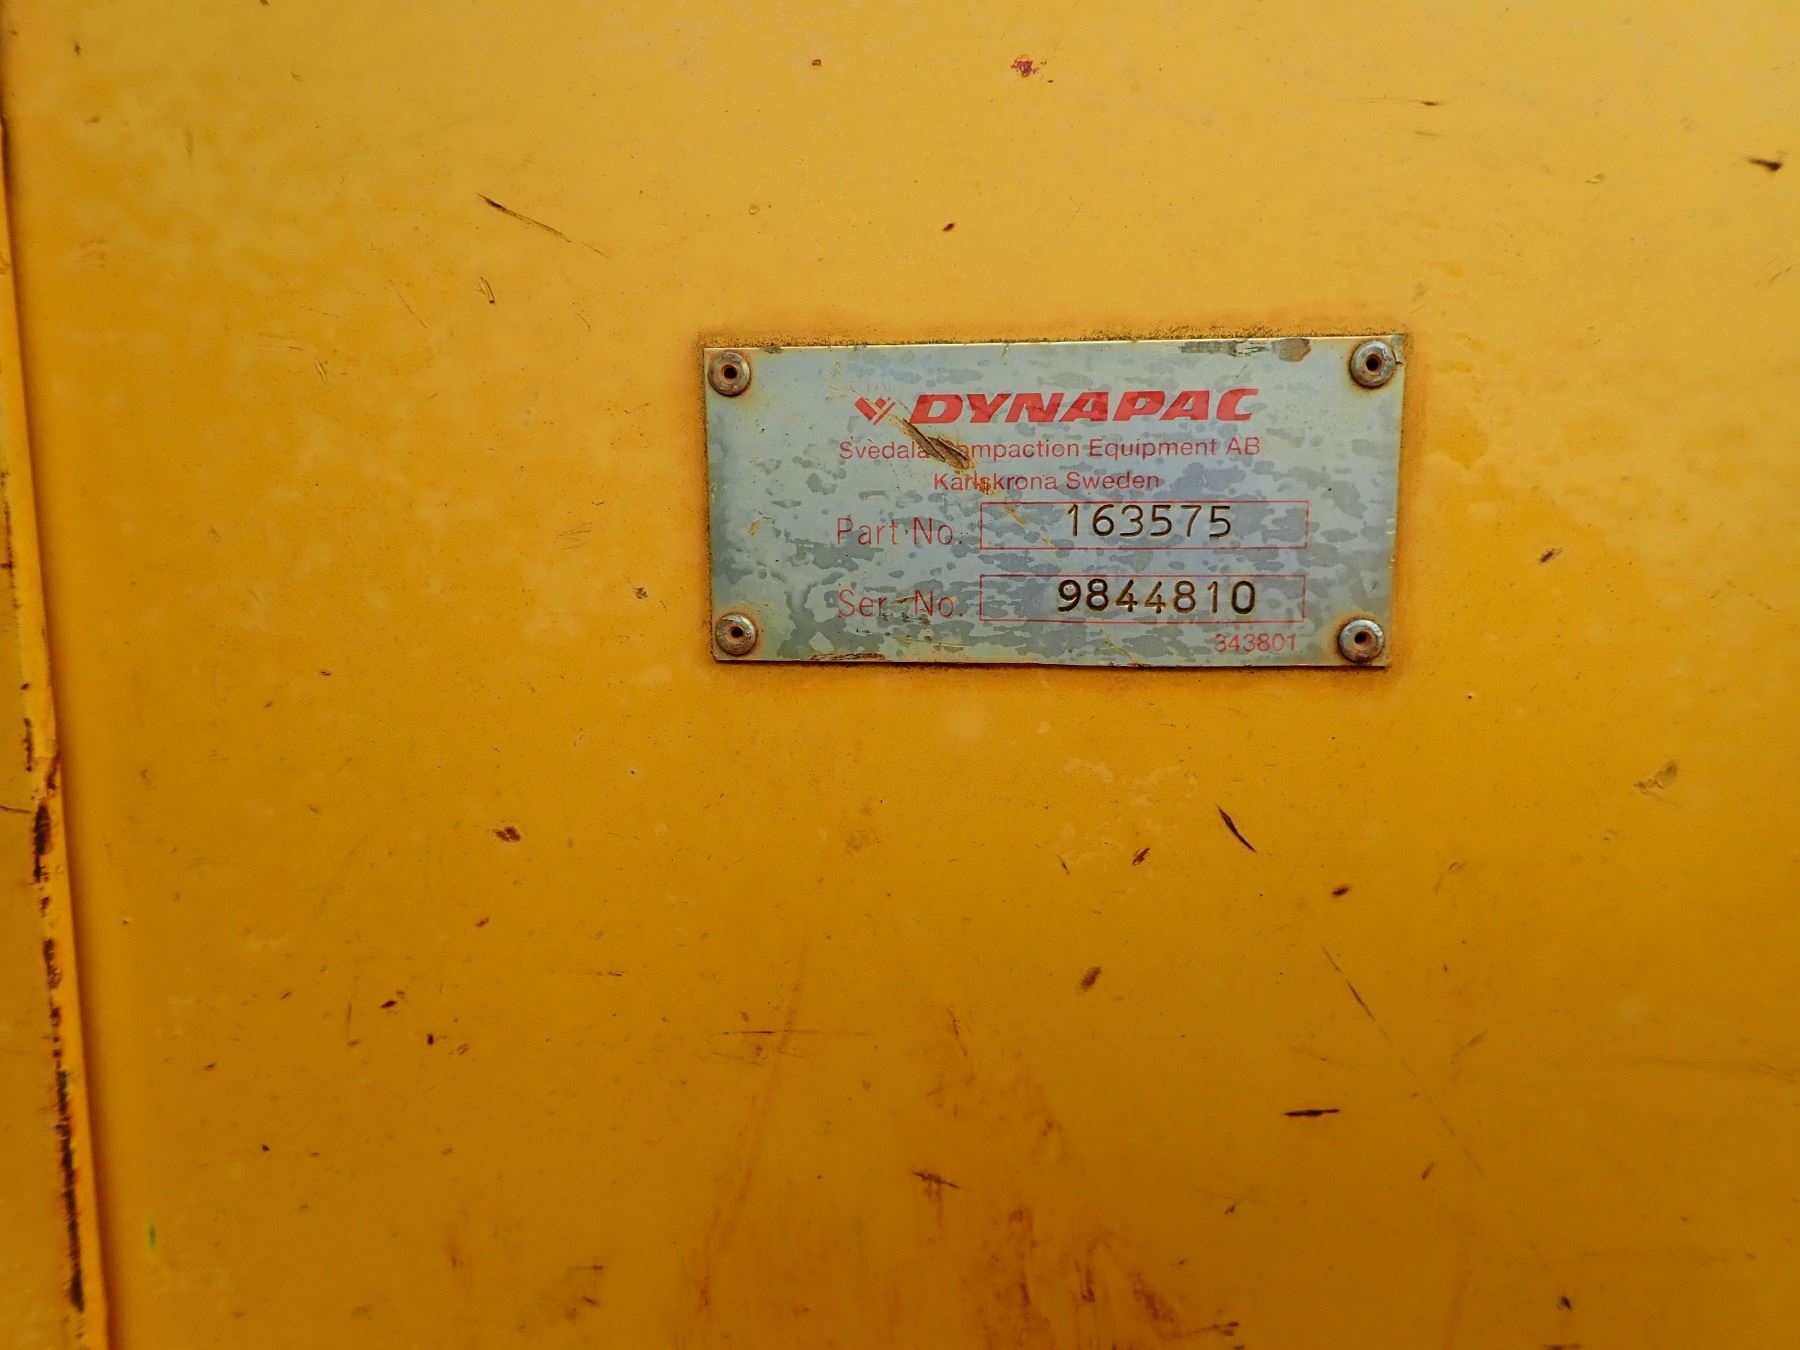 DYNAPAC
Svedala Compaction Equipment AB
Karlskrona Sweden
Part No. 163575
Ser. No. 9844810
343801